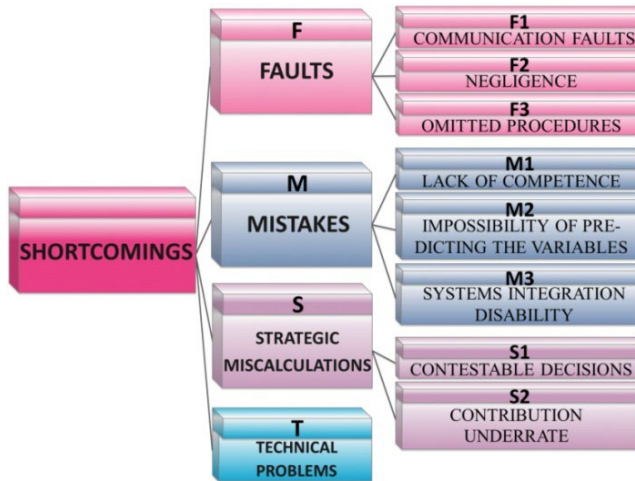 SHORTCOMINGS
F
FAULTS
F1
COMMUNICATION FAULTS
F2
NEGLIGENCE
F3
OMITTED PROCEDURES
M
MISTAKES
M1
LACK OF COMPETENCE
M2
IMPOSSIBILITY OF PRE-
DICTING THE VARIABLES
M3
SYSTEMS INTEGRATION
DISABILITY
S
STRATEGIC
MISCALCULATIONS
S1
CONTESTABLE DECISIONS
S2
CONTRIBUTION
UNDERRATE
T
TECHNICAL
PROBLEMS